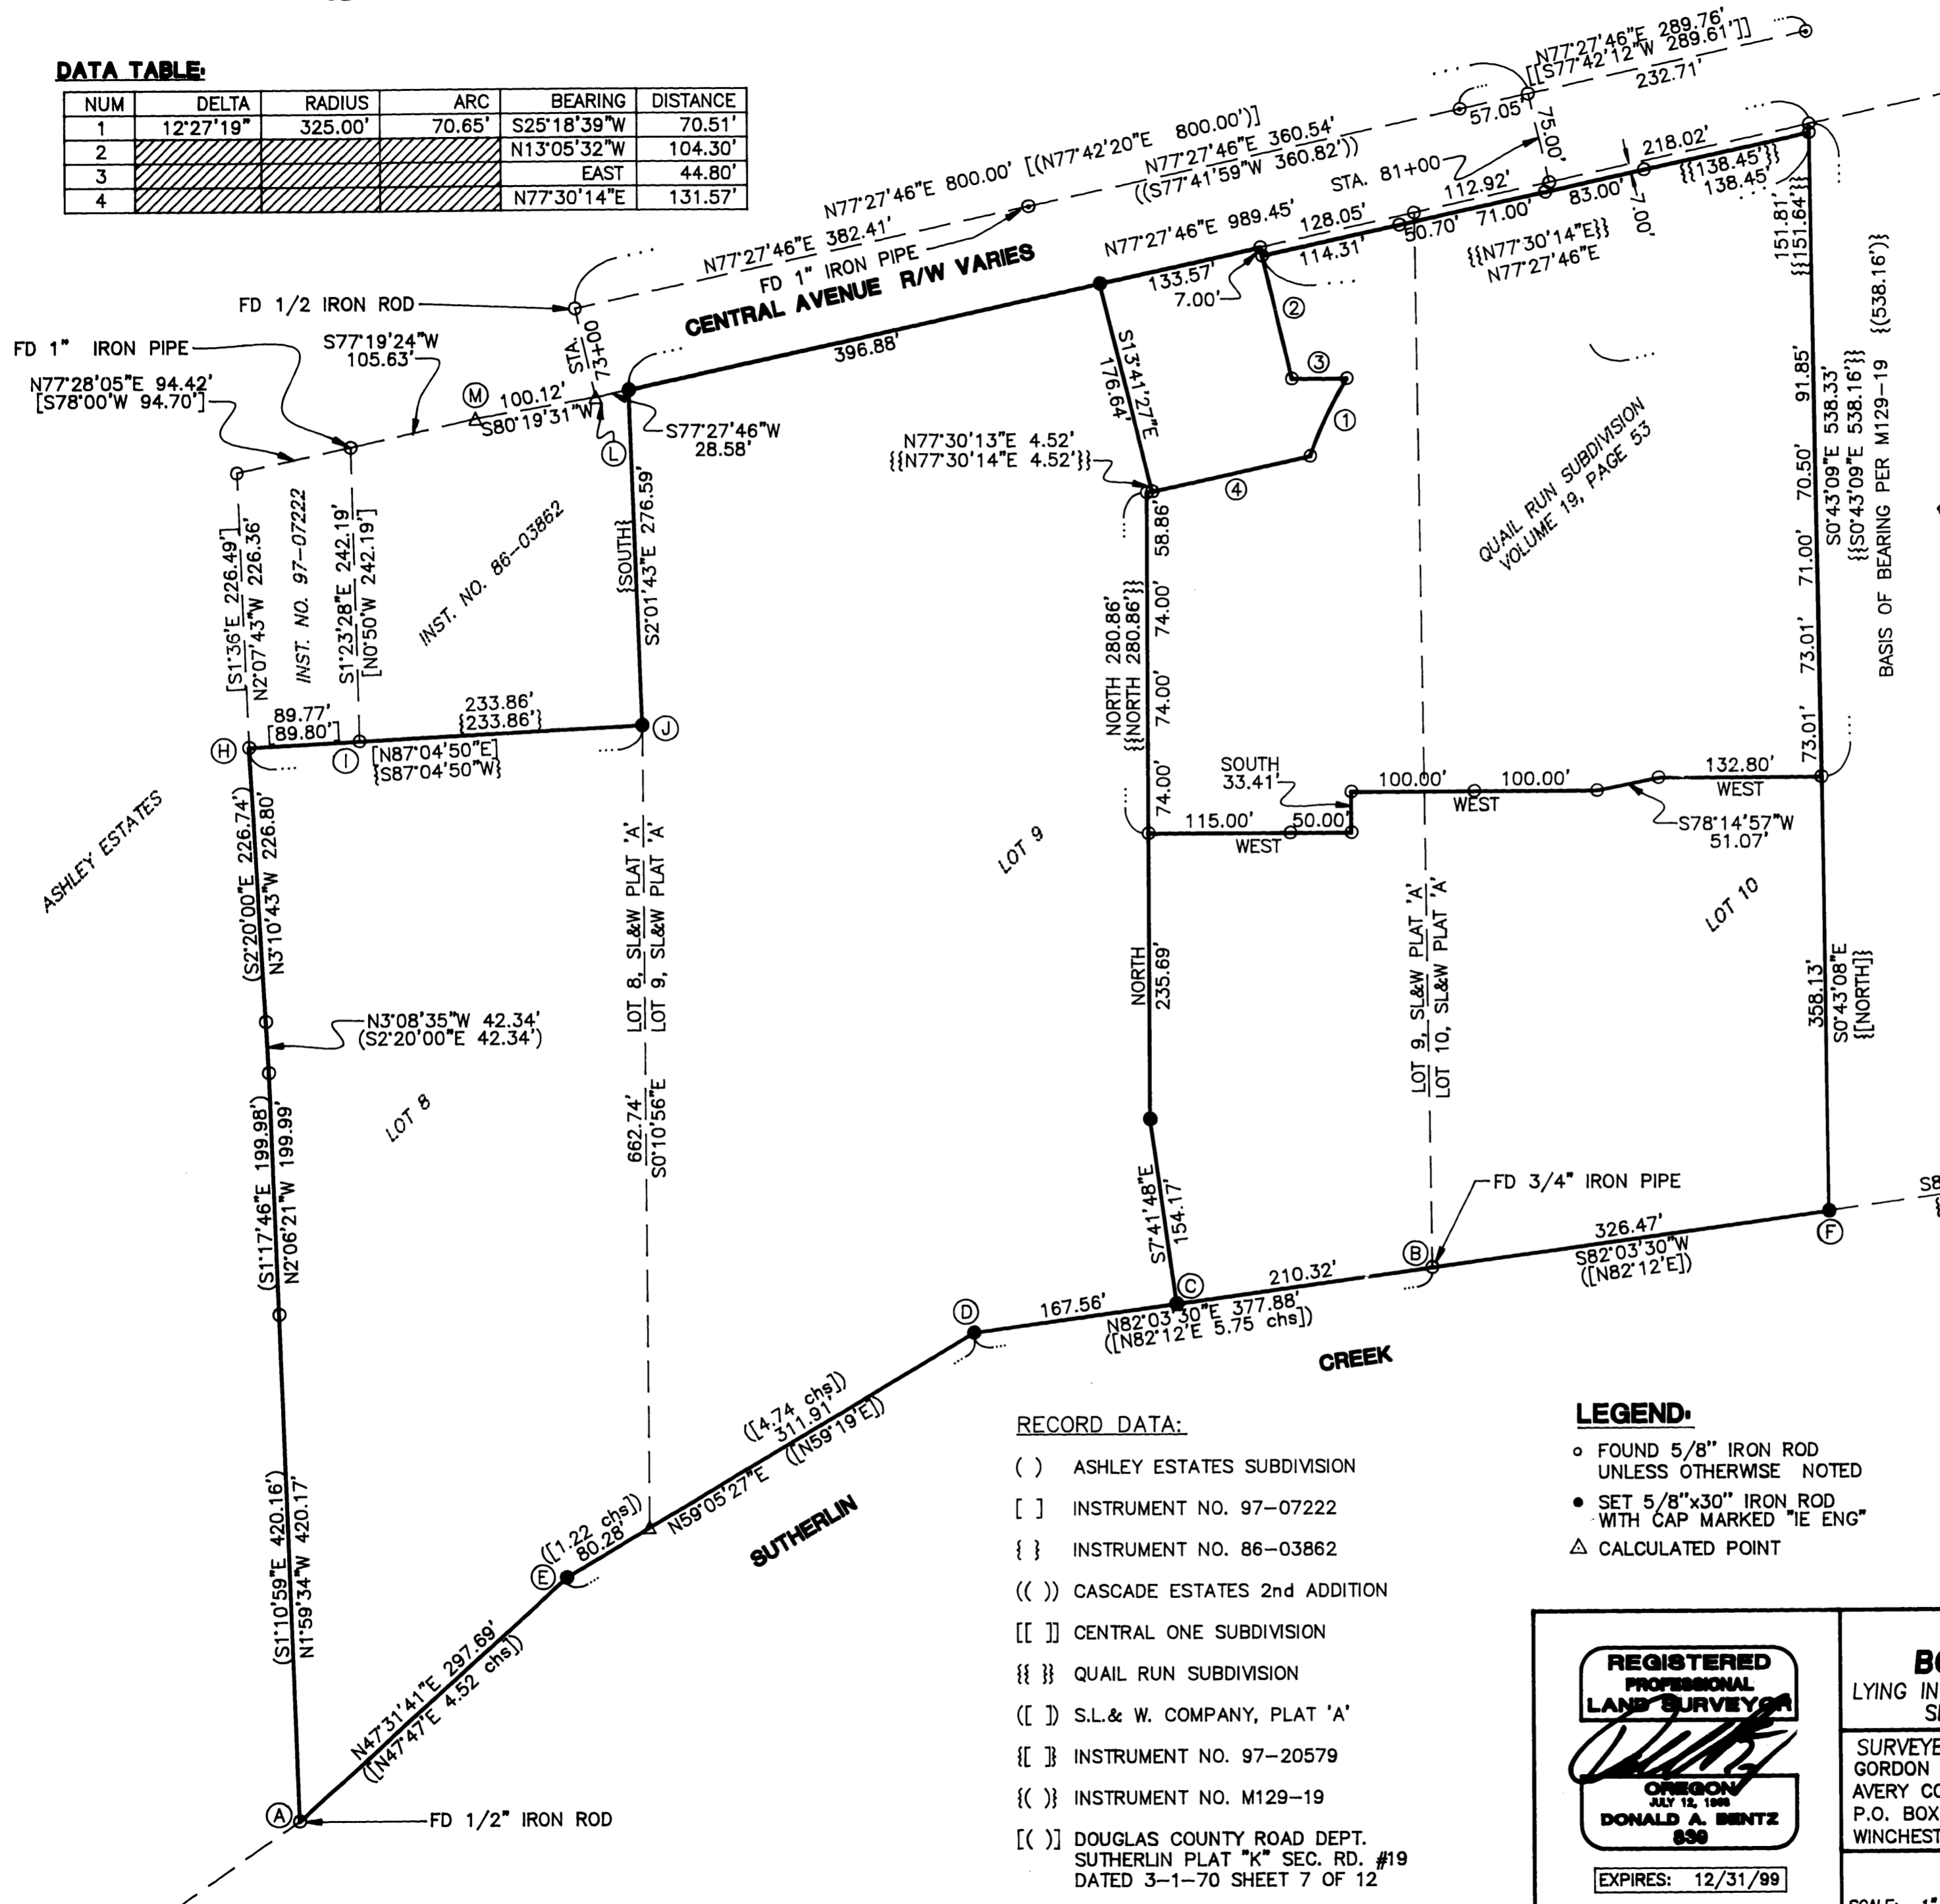 DATA TABLE:
NUM DELTA RADIUS ARC BEARING DISTANCE
1 12°27'19" 325.00' 70.65' S25°18'39"W 70.51'
2 N13°05'32"W 104.30'
3 EAST 44.80'
4 N77°30'14"E 131.57'
N77°27'46"E 289.76'
[[S77°42'12"W 289.61']]
232.71'
57.05'
75.00'
N77°27'46"E 800.00' [(N77°42'20"E 800.00')]
N77°27'46"E 360.54'
((S77°41'59"W 360.82'))
STA. 81+00
218.02'
{{138.45'}}
138.45'
112.92'
83.00'
7.00'
71.00'
50.70'
{{N77°30'14"E}}
N77°27'46"E
128.05'
114.31'
N77°27'46"E 989.45'
133.57'
7.00'
N77°27'46"E 382.41'
FD 1" IRON PIPE
CENTRAL AVENUE R/W VARIES
396.88'
FD 1/2 IRON ROD
STA.
73+00
FD 1" IRON PIPE
S77°19'24"W
105.63'
N77°28'05"E 94.42'
[S78°00'W 94.70']
M
100.12'
S80°19'31"W
L
S77°27'46"W
28.58'
S13°41'27"E
176.64'
2
3
1
4
N77°30'13"E 4.52'
{{N77°30'14"E 4.52'}}
151.81'
{{151.64'}}
91.85'
70.50'
71.00'
73.01'
73.01'
S0°43'09"E 538.33'
{{S0°43'09"E 538.16'}}
BASIS OF BEARING PER M129-19 {(538.16')}
QUAIL RUN SUBDIVISION
VOLUME 19, PAGE 53
[S1°36'E 226.49']
N2°07'43"W 226.36'
INST. NO. 97-07222
S1°23'28"E 242.19'
[N0°50'W 242.19']
INST. NO. 86-03862
{SOUTH}
S2°01'43"E 276.59'
58.86'
74.00'
74.00'
74.00'
NORTH 280.86'
{{NORTH 280.86'}}
H
89.77'
[89.80']
I
233.86'
{233.86'}
[N87°04'50"E]
{S87°04'50"W}
J
SOUTH
33.41'
100.00'
100.00'
WEST
132.80'
WEST
S78°14'57"W
51.07'
115.00'
50.00'
WEST
ASHLEY ESTATES
(S2°20'00"E 226.74')
N3°10'43"W 226.80'
LOT 9
LOT 10
LOT 8, SL&W PLAT 'A'
LOT 9, SL&W PLAT 'A'
LOT 9, SL&W PLAT 'A'
LOT 10, SL&W PLAT 'A'
NORTH
235.69'
358.13'
S0°43'08"E
{[NORTH]}
N3°08'35"W 42.34'
(S2°20'00"E 42.34')
LOT 8
(S1°17'46"E 199.98')
N2°06'21"W 199.99'
662.74'
S0°10'56"E
S7°41'48"E
154.17'
FD 3/4" IRON PIPE
B
326.47'
S82°03'30"W
([N82°12'E])
F
S8
C
210.32'
D
167.56'
N82°03'30"E 377.88'
([N82°12'E 5.75 chs])
CREEK
([4.74 chs])
311.91'
([N59°19'E])
N59°05'27"E
SUTHERLIN
([1.22 chs])
80.28'
E
(S1°10'59"E 420.16')
N1°59'34"W 420.17'
N47°31'41"E 297.69'
([N47°47'E 4.52 chs])
A
FD 1/2" IRON ROD
RECORD DATA:
( ) ASHLEY ESTATES SUBDIVISION
[ ] INSTRUMENT NO. 97-07222
{ } INSTRUMENT NO. 86-03862
(( )) CASCADE ESTATES 2nd ADDITION
[[ ]] CENTRAL ONE SUBDIVISION
{{ }} QUAIL RUN SUBDIVISION
([ ]) S.L.& W. COMPANY, PLAT 'A'
{[ ]} INSTRUMENT NO. 97-20579
{( )} INSTRUMENT NO. M129-19
[( )] DOUGLAS COUNTY ROAD DEPT.
SUTHERLIN PLAT "K" SEC. RD. #19
DATED 3-1-70 SHEET 7 OF 12
LEGEND:
FOUND 5/8" IRON ROD
UNLESS OTHERWISE NOTED
SET 5/8"x30" IRON ROD
WITH CAP MARKED "IE ENG"
CALCULATED POINT
REGISTERED
PROFESSIONAL
LAND SURVEYOR
OREGON
JULY 12, 1968
DONALD A. BENTZ
839
EXPIRES: 12/31/99
LYING IN
SURVEYE
GORDON
AVERY CO
P.O. BOX
WINCHEST